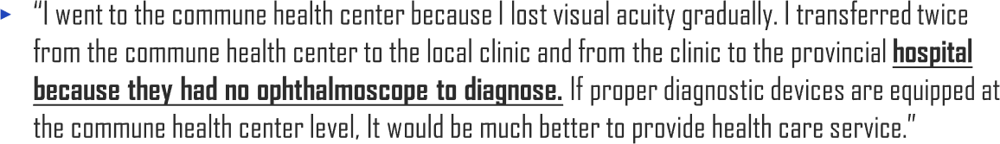 “I went to the commune health center because I lost visual acuity gradually. I transferred twice
from the commune health center to the local clinic and from the clinic to the provincial hospital
because they had no ophthalmoscope to diagnose. If proper diagnostic devices are equipped at
the commune health center level, It would be much better to provide health care service.”